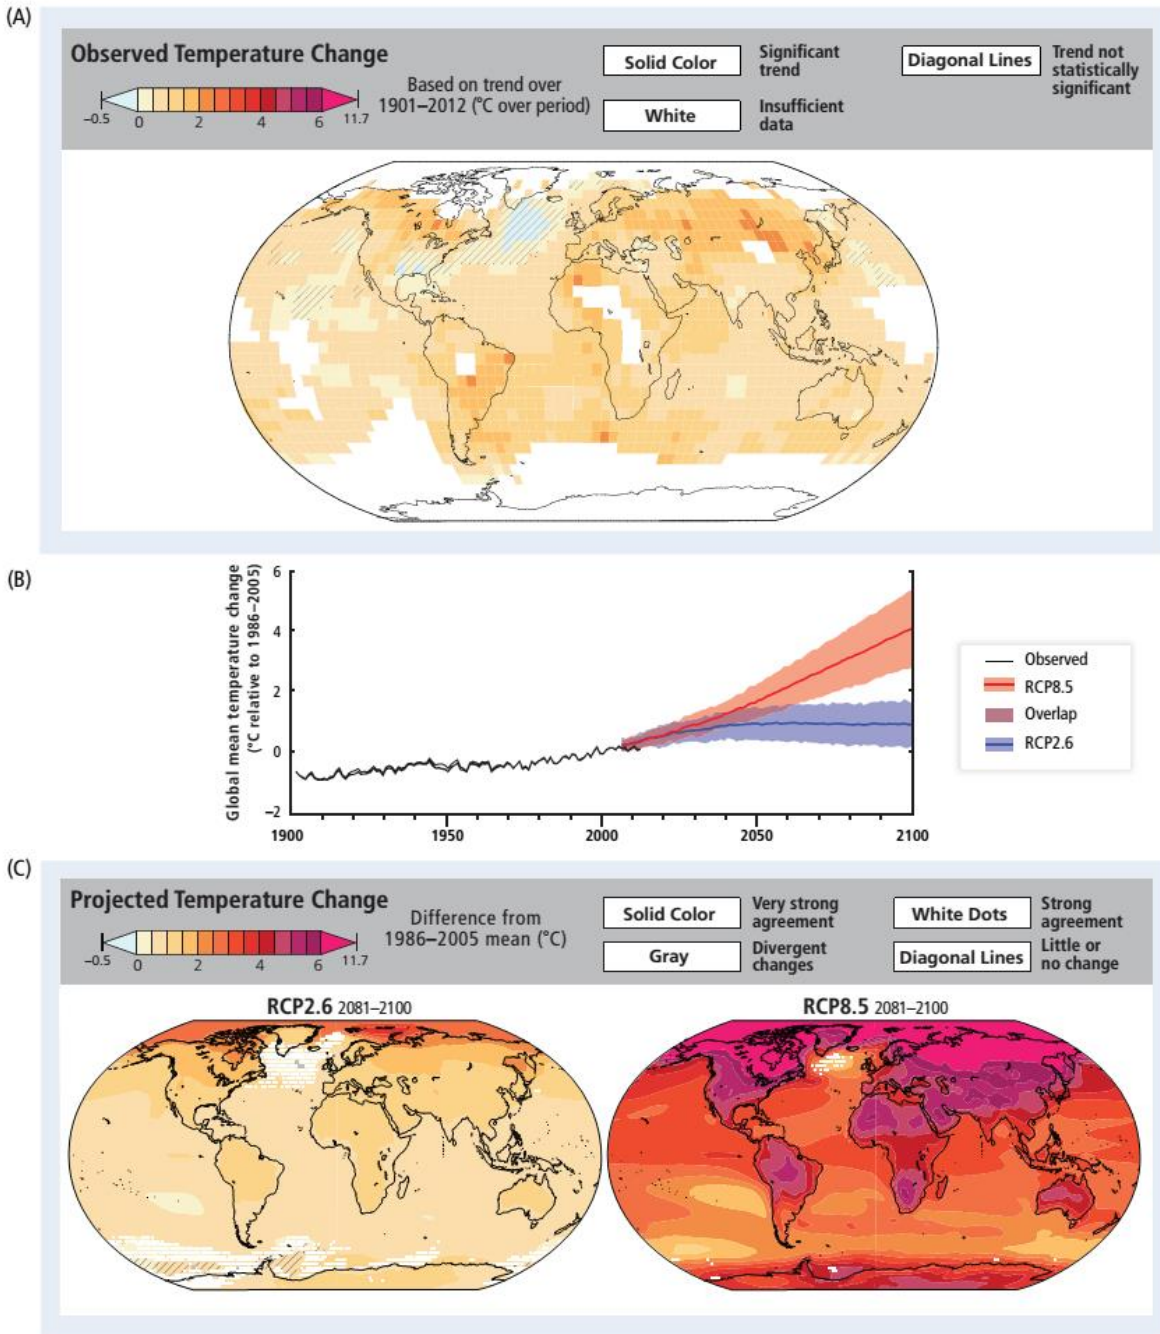 (A)
Observed Temperature Change
Based on trend over
1901–2012 (°C over period)
−0.5 0 2 4 6 11.7
Solid Color
Significant
trend
Diagonal Lines
Trend not
statistically
significant
White
Insufficient
data
(B)
Global mean temperature change
(°C relative to 1986–2005)
6
4
2
0
−2
1900 1950 2000 2050 2100
Observed
RCP8.5
Overlap
RCP2.6
(C)
Projected Temperature Change
Difference from
1986–2005 mean (°C)
−0.5 0 2 4 6 11.7
Solid Color
Very strong
agreement
White Dots
Strong
agreement
Gray
Divergent
changes
Diagonal Lines
Little or
no change
RCP2.6 2081–2100
RCP8.5 2081–2100